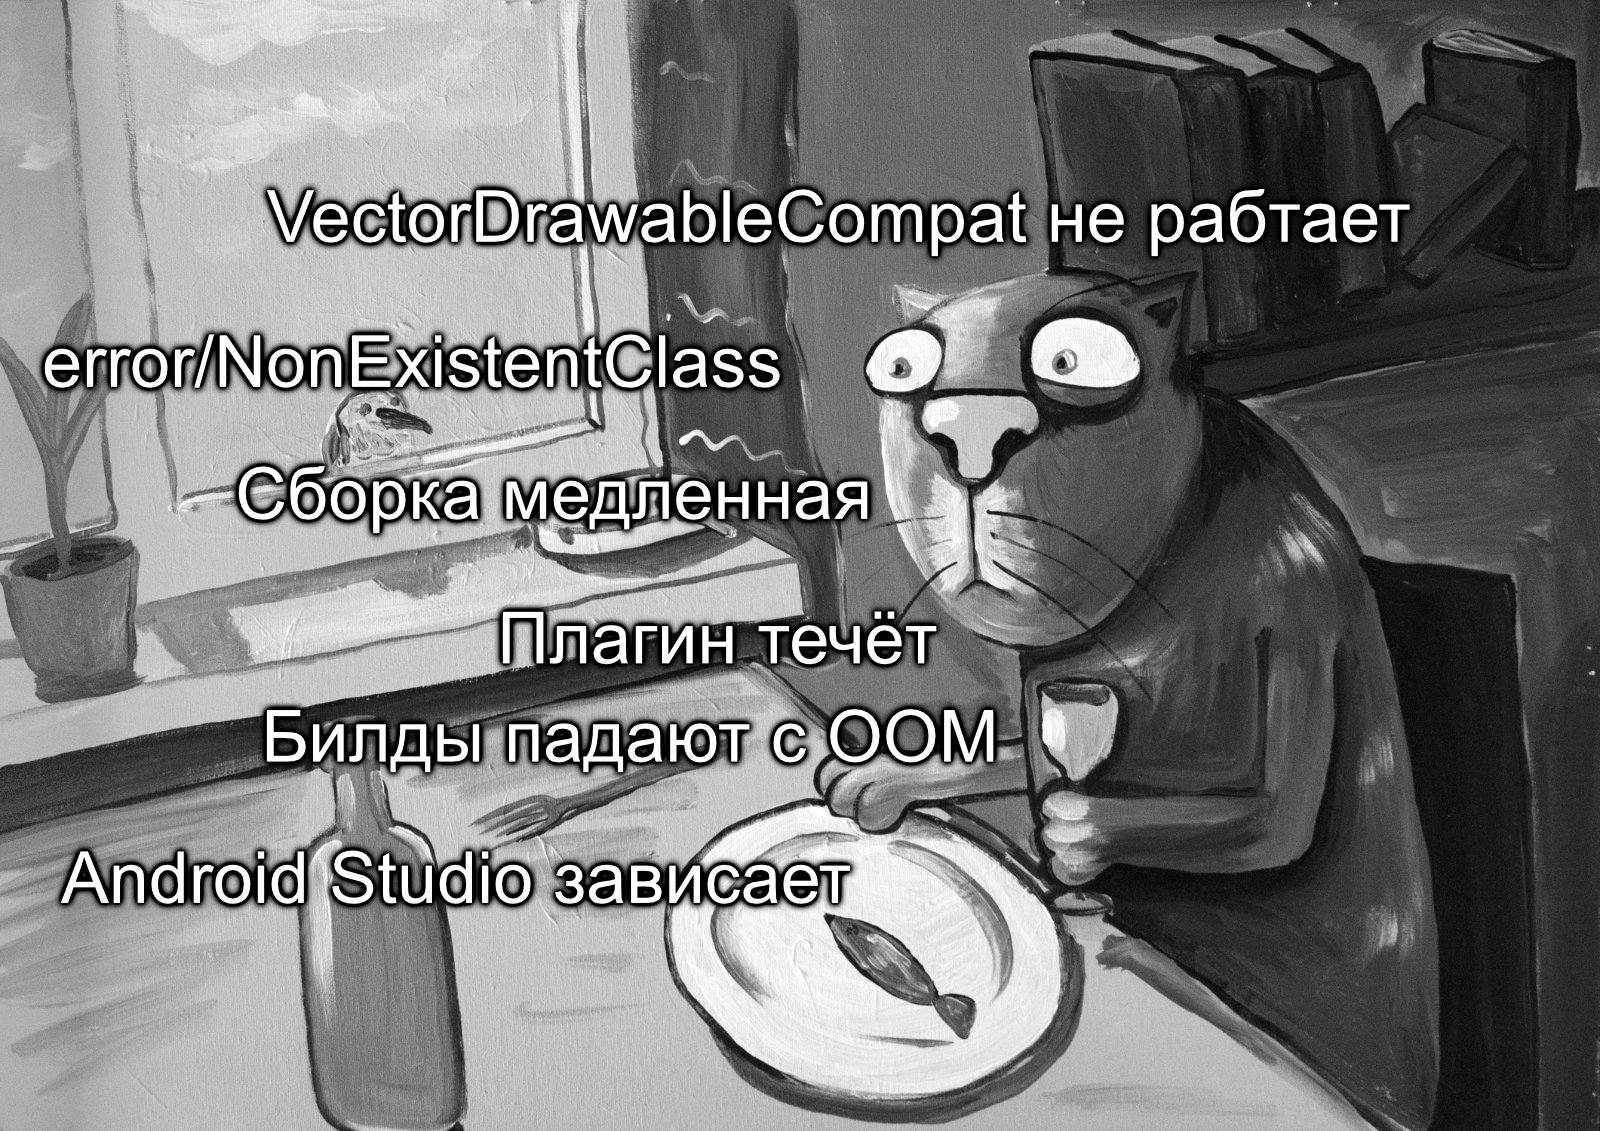 VectorDrawableCompat не рабтает
error/NonExistentClass
Сборка медленная
Плагин течёт
Билды падают с OOM
Android Studio зависает